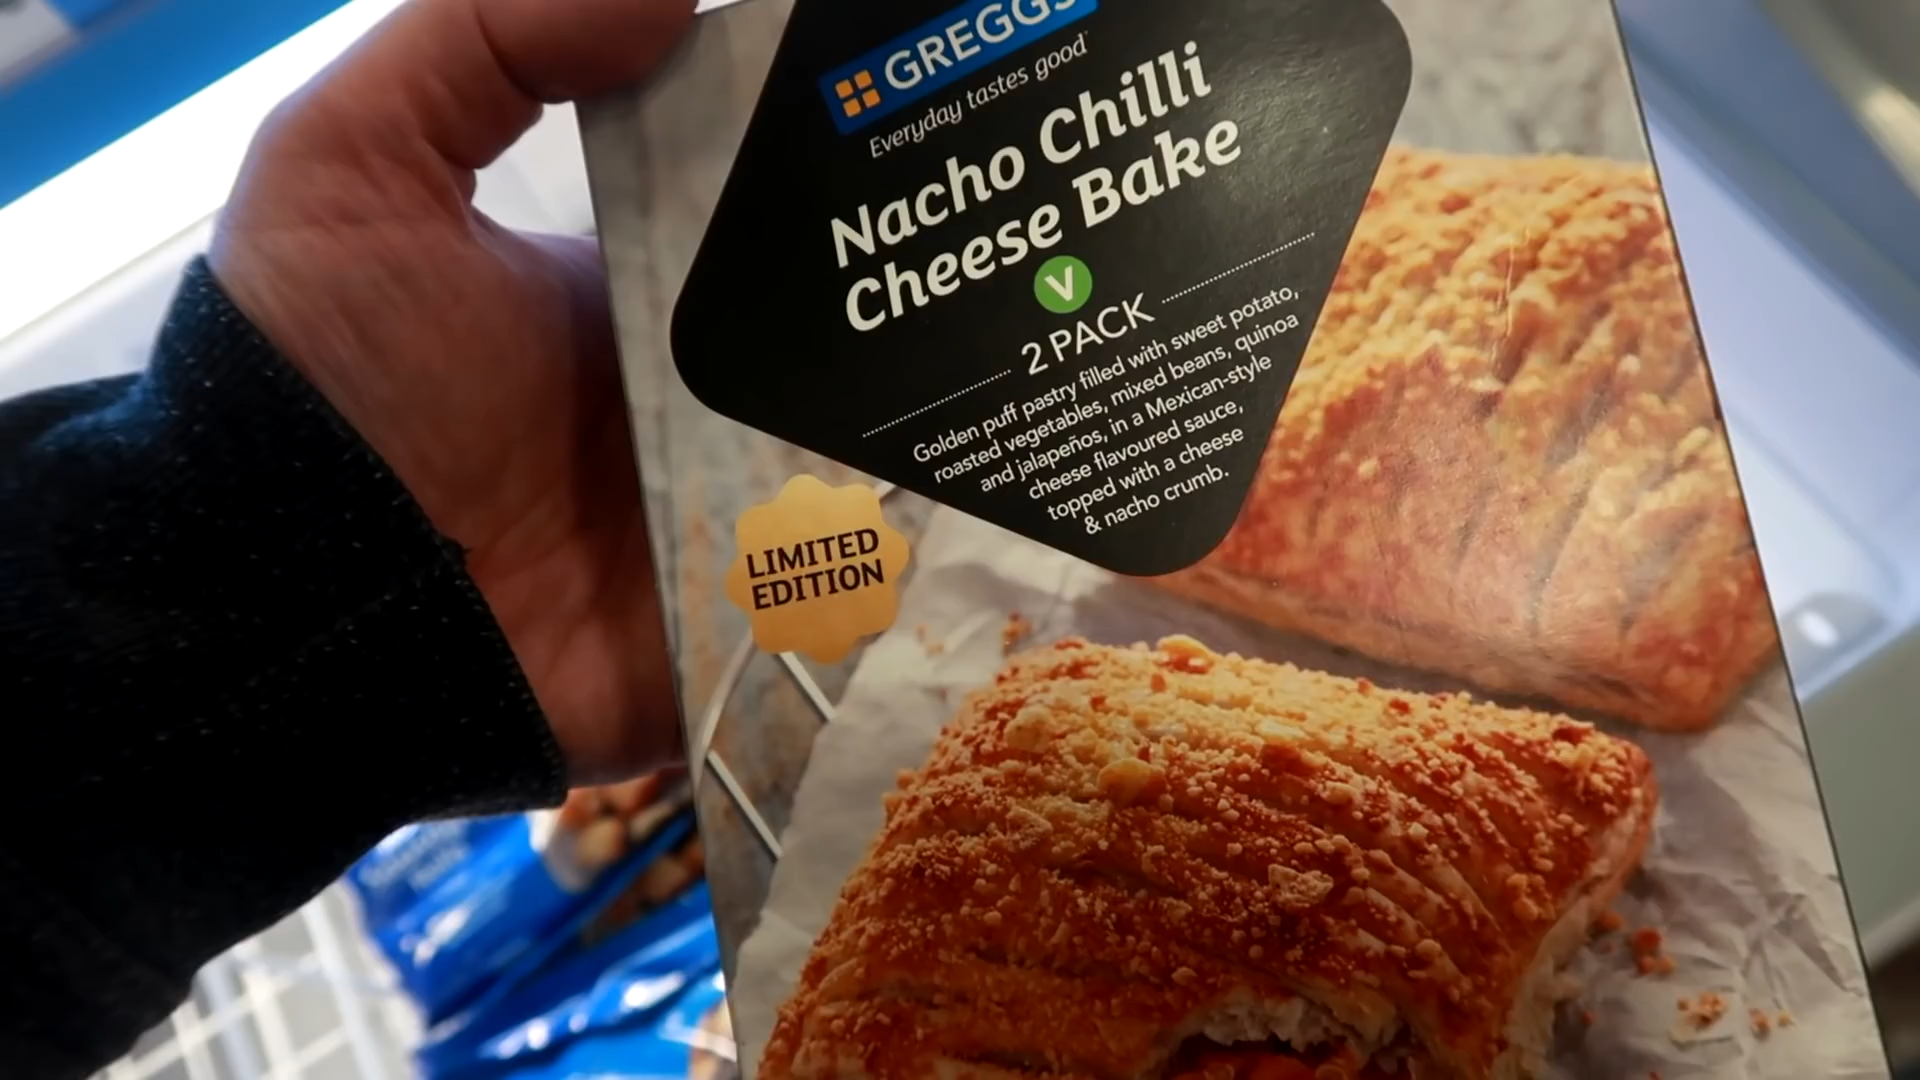 GREGGS
Everyday tastes good
Nacho Chilli
Cheese Bake
V
2 PACK
Golden puff pastry filled with sweet potato,
roasted vegetables, mixed beans, quinoa
and jalapeños, in a Mexican-style
cheese flavoured sauce,
topped with a cheese
& nacho crumb.
LIMITED
EDITION